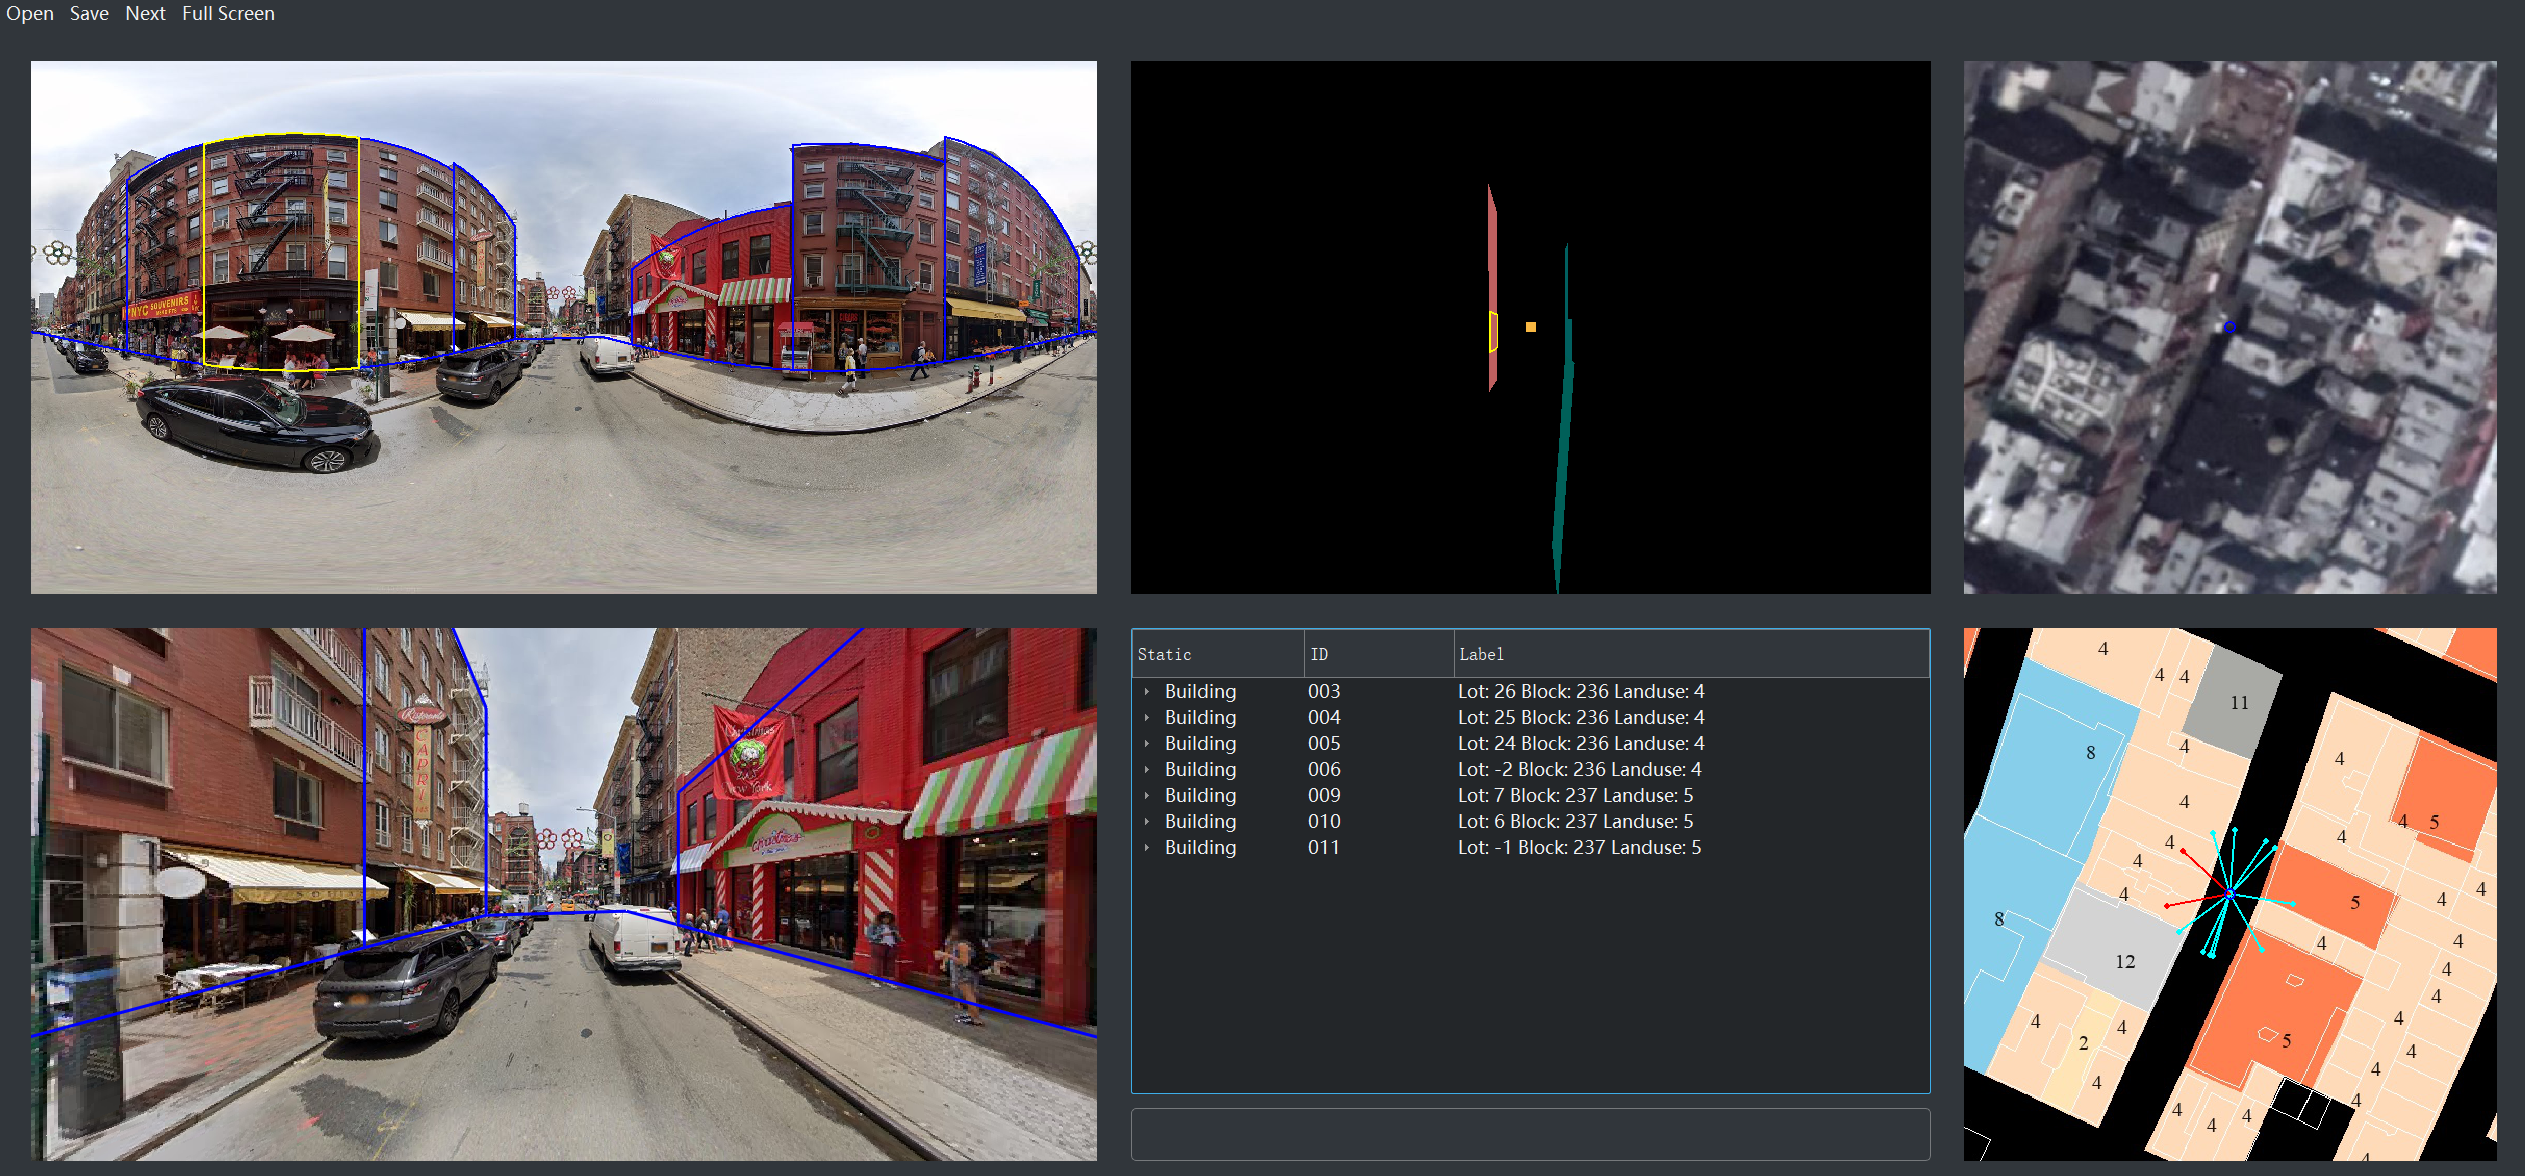 Open Save Next Full Screen
NYC SOUVENIRS
Static ID Label
Building 003 Lot: 26 Block: 236 Landuse: 4
Building 004 Lot: 25 Block: 236 Landuse: 4
Building 005 Lot: 24 Block: 236 Landuse: 4
Building 006 Lot: -2 Block: 236 Landuse: 4
Building 009 Lot: 7 Block: 237 Landuse: 5
Building 010 Lot: 6 Block: 237 Landuse: 5
Building 011 Lot: -1 Block: 237 Landuse: 5
Ristorante
CAPRI
Christmas
New York
4
4 4
11
8
4
4
4
4 5
4
4
4
4
4
5
4
4
8
4
4
12
4
4
4
4
2
4
5
4
4
4
4
4
4
4
4